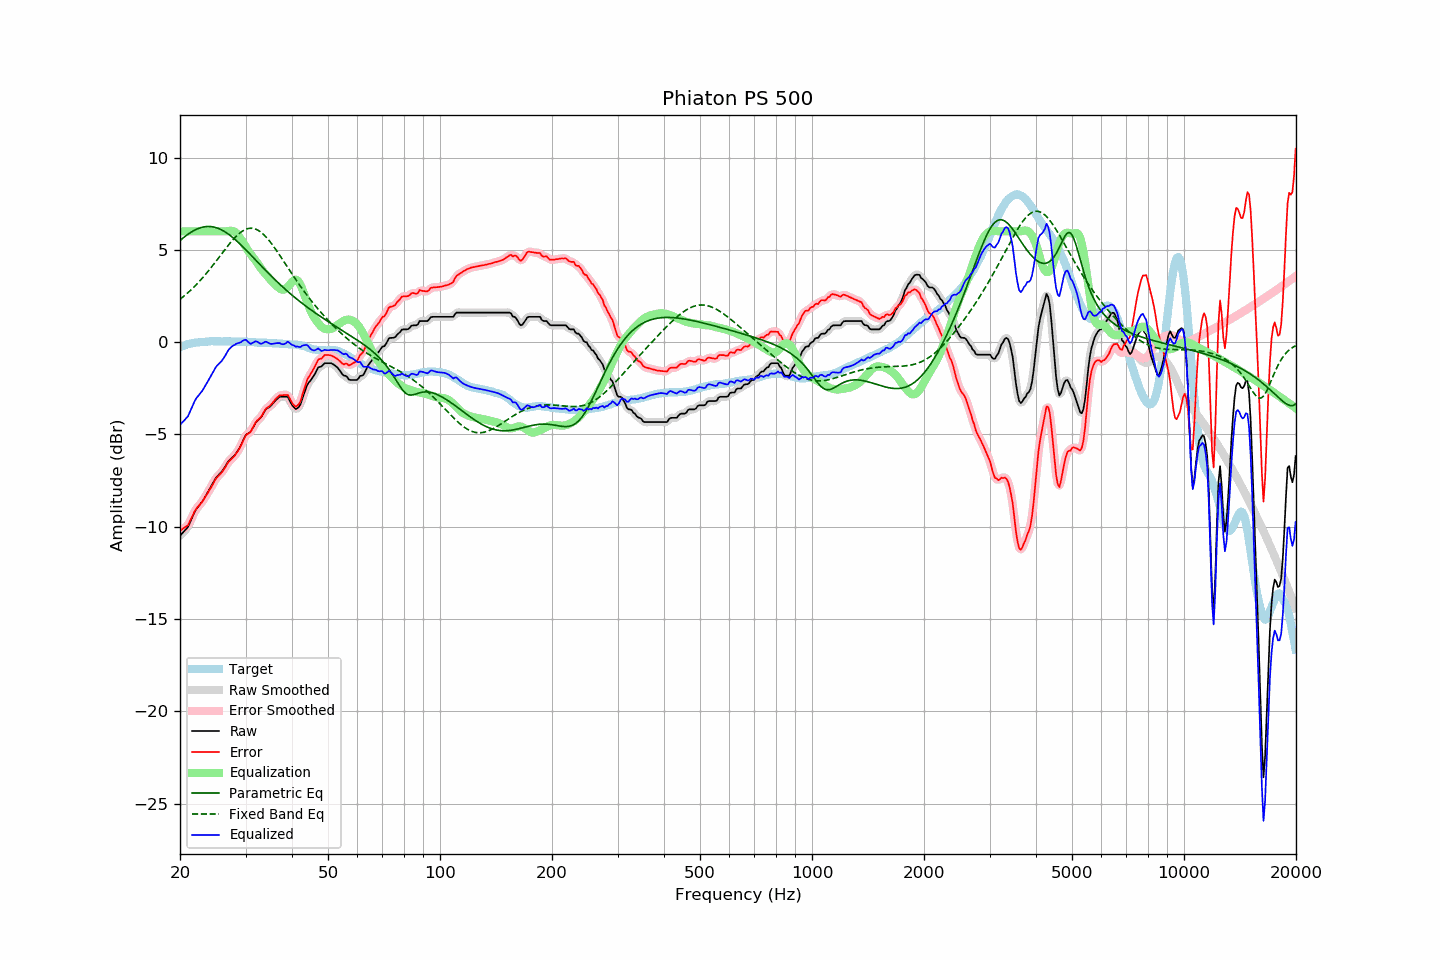 Phiaton PS 500
10
5
0
−5
−10
−15
−20
−25
Amplitude (dBr)
Target
Raw Smoothed
Error Smoothed
Raw
Error
Equalization
Parametric Eq
Fixed Band Eq
Equalized
20 50 100 200 500 1000 2000 5000 10000 20000
Frequency (Hz)